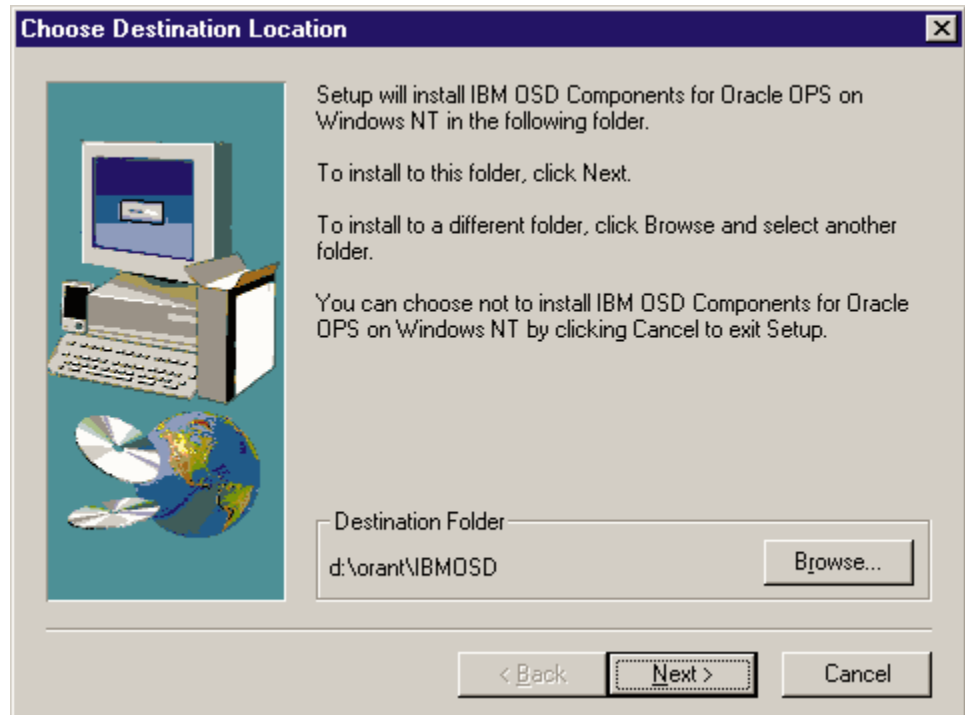 Choose Destination Location
Setup will install IBM OSD Components for Oracle OPS on
Windows NT in the following folder.
To install to this folder, click Next.
To install to a different folder, click Browse and select another
folder.
You can choose not to install IBM OSD Components for Oracle
OPS on Windows NT by clicking Cancel to exit Setup.
Destination Folder
d:\orant\IBMOSD
Browse...
< Back
Next >
Cancel